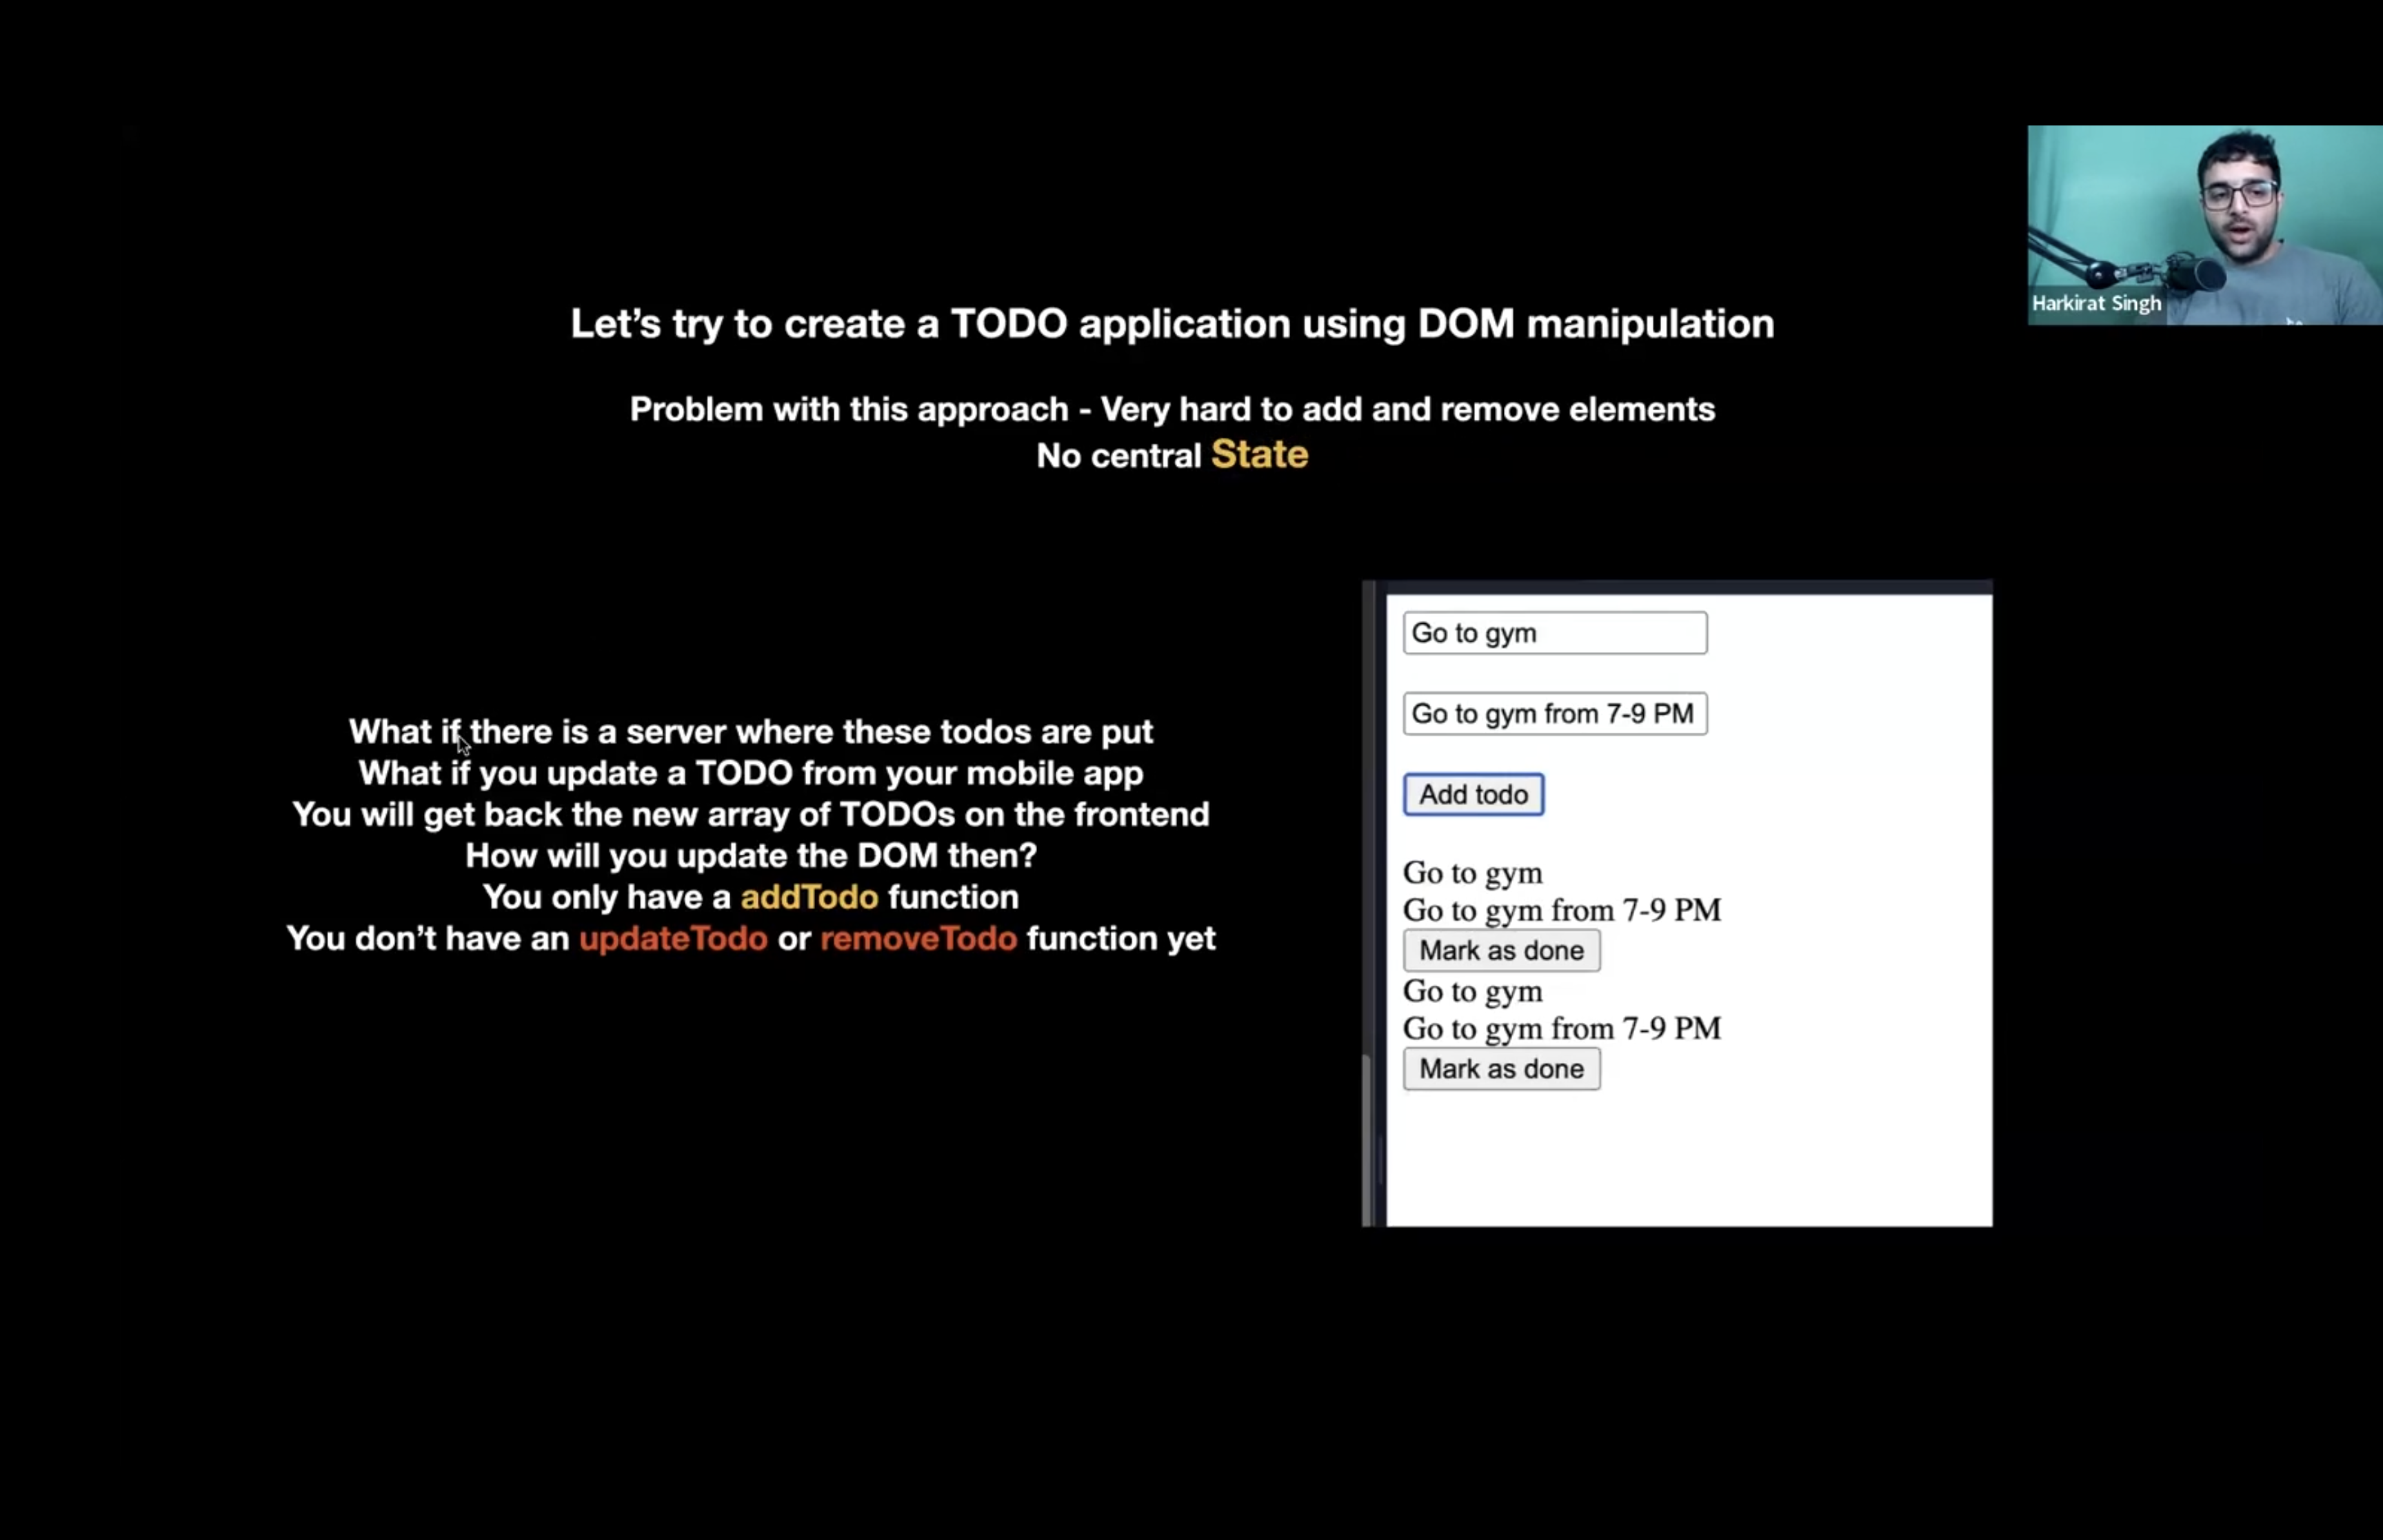 Harkirat Singh
Let’s try to create a TODO application using DOM manipulation
Problem with this approach - Very hard to add and remove elements
No central State
What if there is a server where these todos are put
What if you update a TODO from your mobile app
You will get back the new array of TODOs on the frontend
How will you update the DOM then?
You only have a addTodo function
You don’t have an updateTodo or removeTodo function yet
Go to gym
Go to gym from 7-9 PM
Add todo
Go to gym
Go to gym from 7-9 PM
Mark as done
Go to gym
Go to gym from 7-9 PM
Mark as done